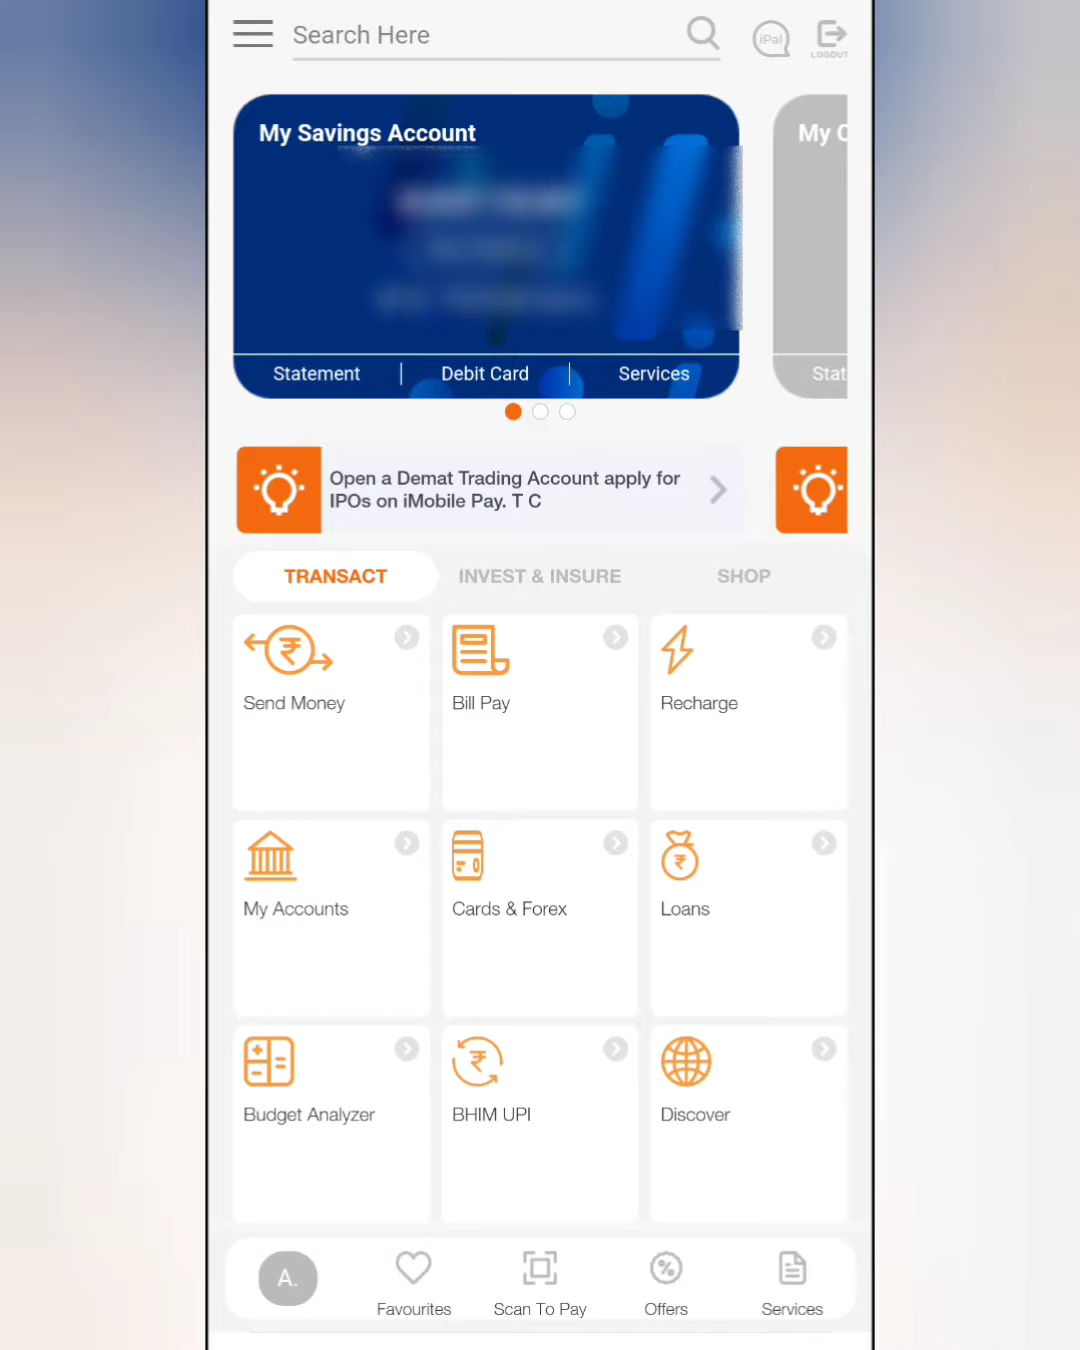 Search Here
iPal
LOGOUT
My Savings Account
My C
Statement
Debit Card
Services
Stat
Open a Demat Trading Account apply for
IPOs on iMobile Pay. T C
TRANSACT
INVEST & INSURE
SHOP
Send Money
Bill Pay
Recharge
My Accounts
Cards & Forex
Loans
Budget Analyzer
BHIM UPI
Discover
A.
Favourites
Scan To Pay
Offers
Services